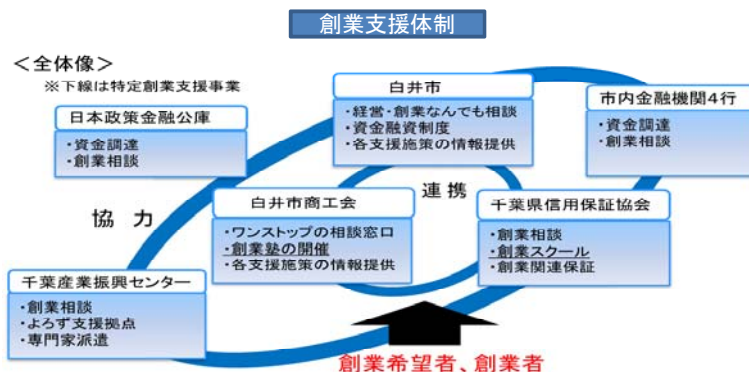 創業支援体制
＜全体像＞
※下線は特定創業支援事業
白井市
・経営・創業なんでも相談
・資金融資制度
・各支援施策の情報提供
日本政策金融公庫
・資金調達
・創業相談
市内金融機関4行
・資金調達
・創業相談
協力
連携
白井市商工会
・ワンストップの相談窓口
・創業塾の開催
・各支援施策の情報提供
千葉県信用保証協会
・創業相談
・創業スクール
・創業関連保証
千葉産業振興センター
・創業相談
・よろず支援拠点
・専門家派遣
創業希望者、創業者